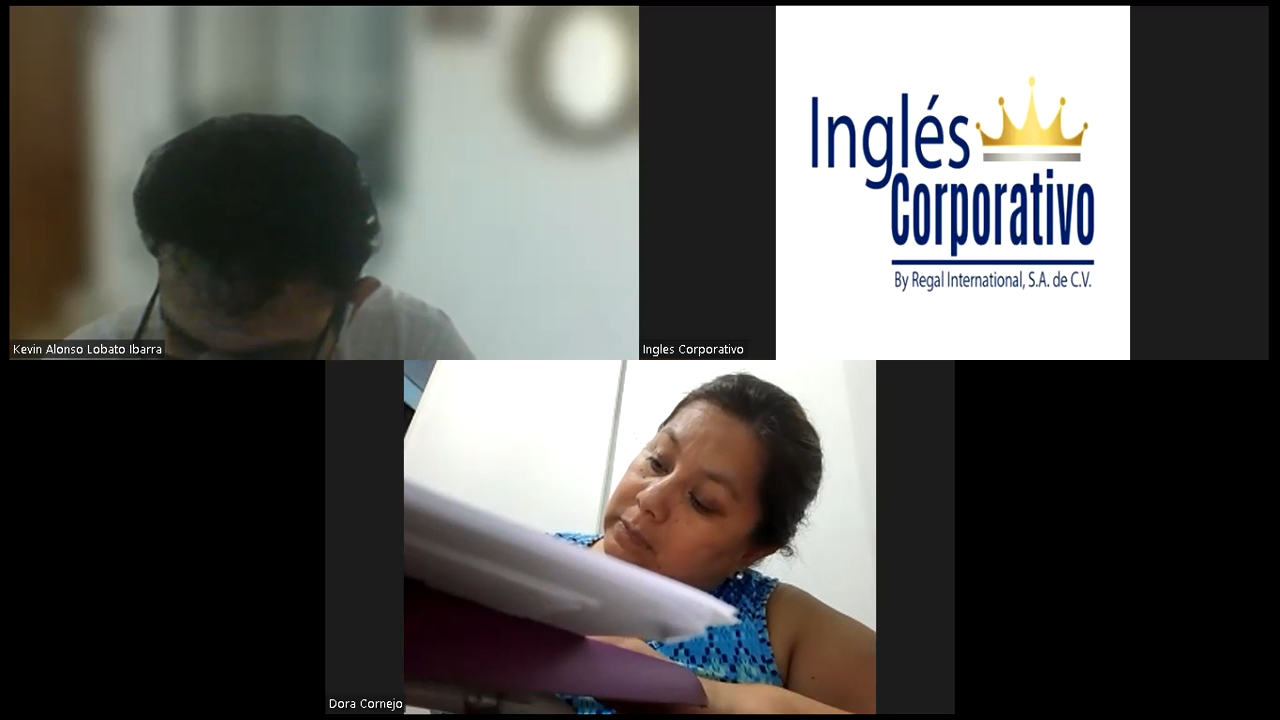 Kevin Alonso Lobato Ibarra
Inglés
Corporativo
By Regal International, S.A. de C.V.
Ingles Corporativo
Dora Cornejo